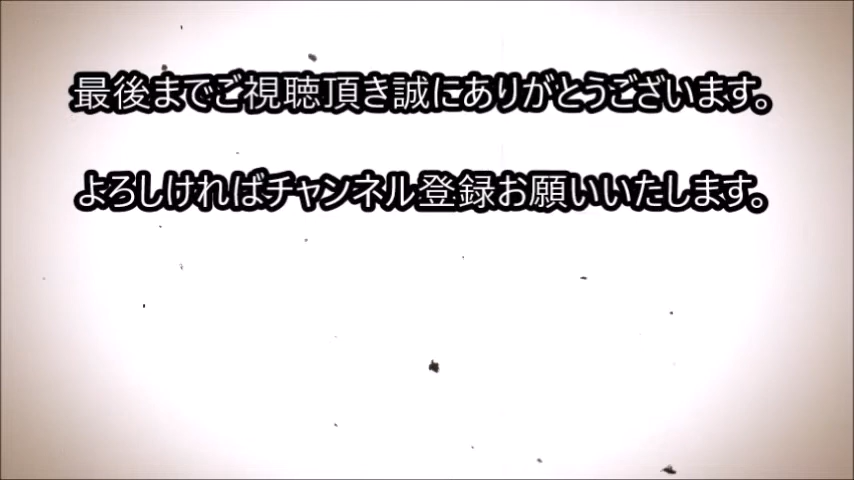 最後までご視聴頂き誠にありがとうございます。
よろしければチャンネル登録お願いいたします。